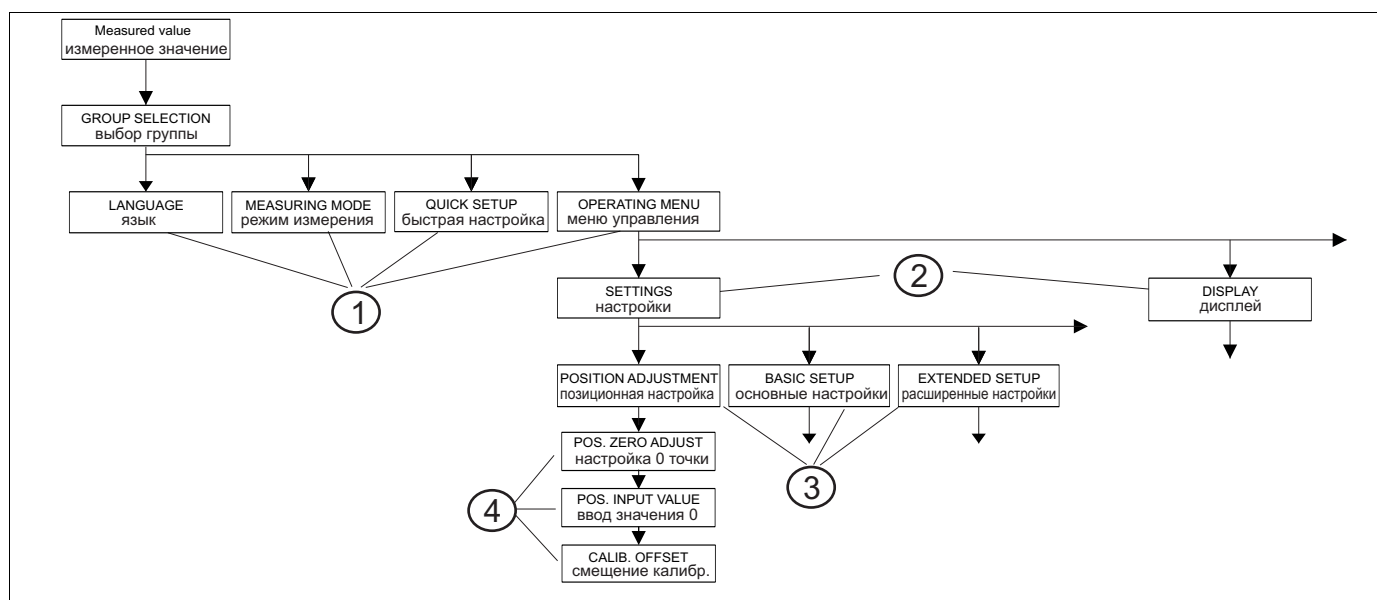 Measured value
измеренное значение
GROUP SELECTION
выбор группы
LANGUAGE
язык
MEASURING MODE
режим измерения
QUICK SETUP
быстрая настройка
OPERATING MENU
меню управления
1
2
SETTINGS
настройки
DISPLAY
дисплей
POSITION ADJUSTMENT
позиционная настройка
BASIC SETUP
основные настройки
EXTENDED SETUP
расширенные настройки
POS. ZERO ADJUST
настройка 0 точки
3
4
POS. INPUT VALUE
ввод значения 0
CALIB. OFFSET
смещение калибр.